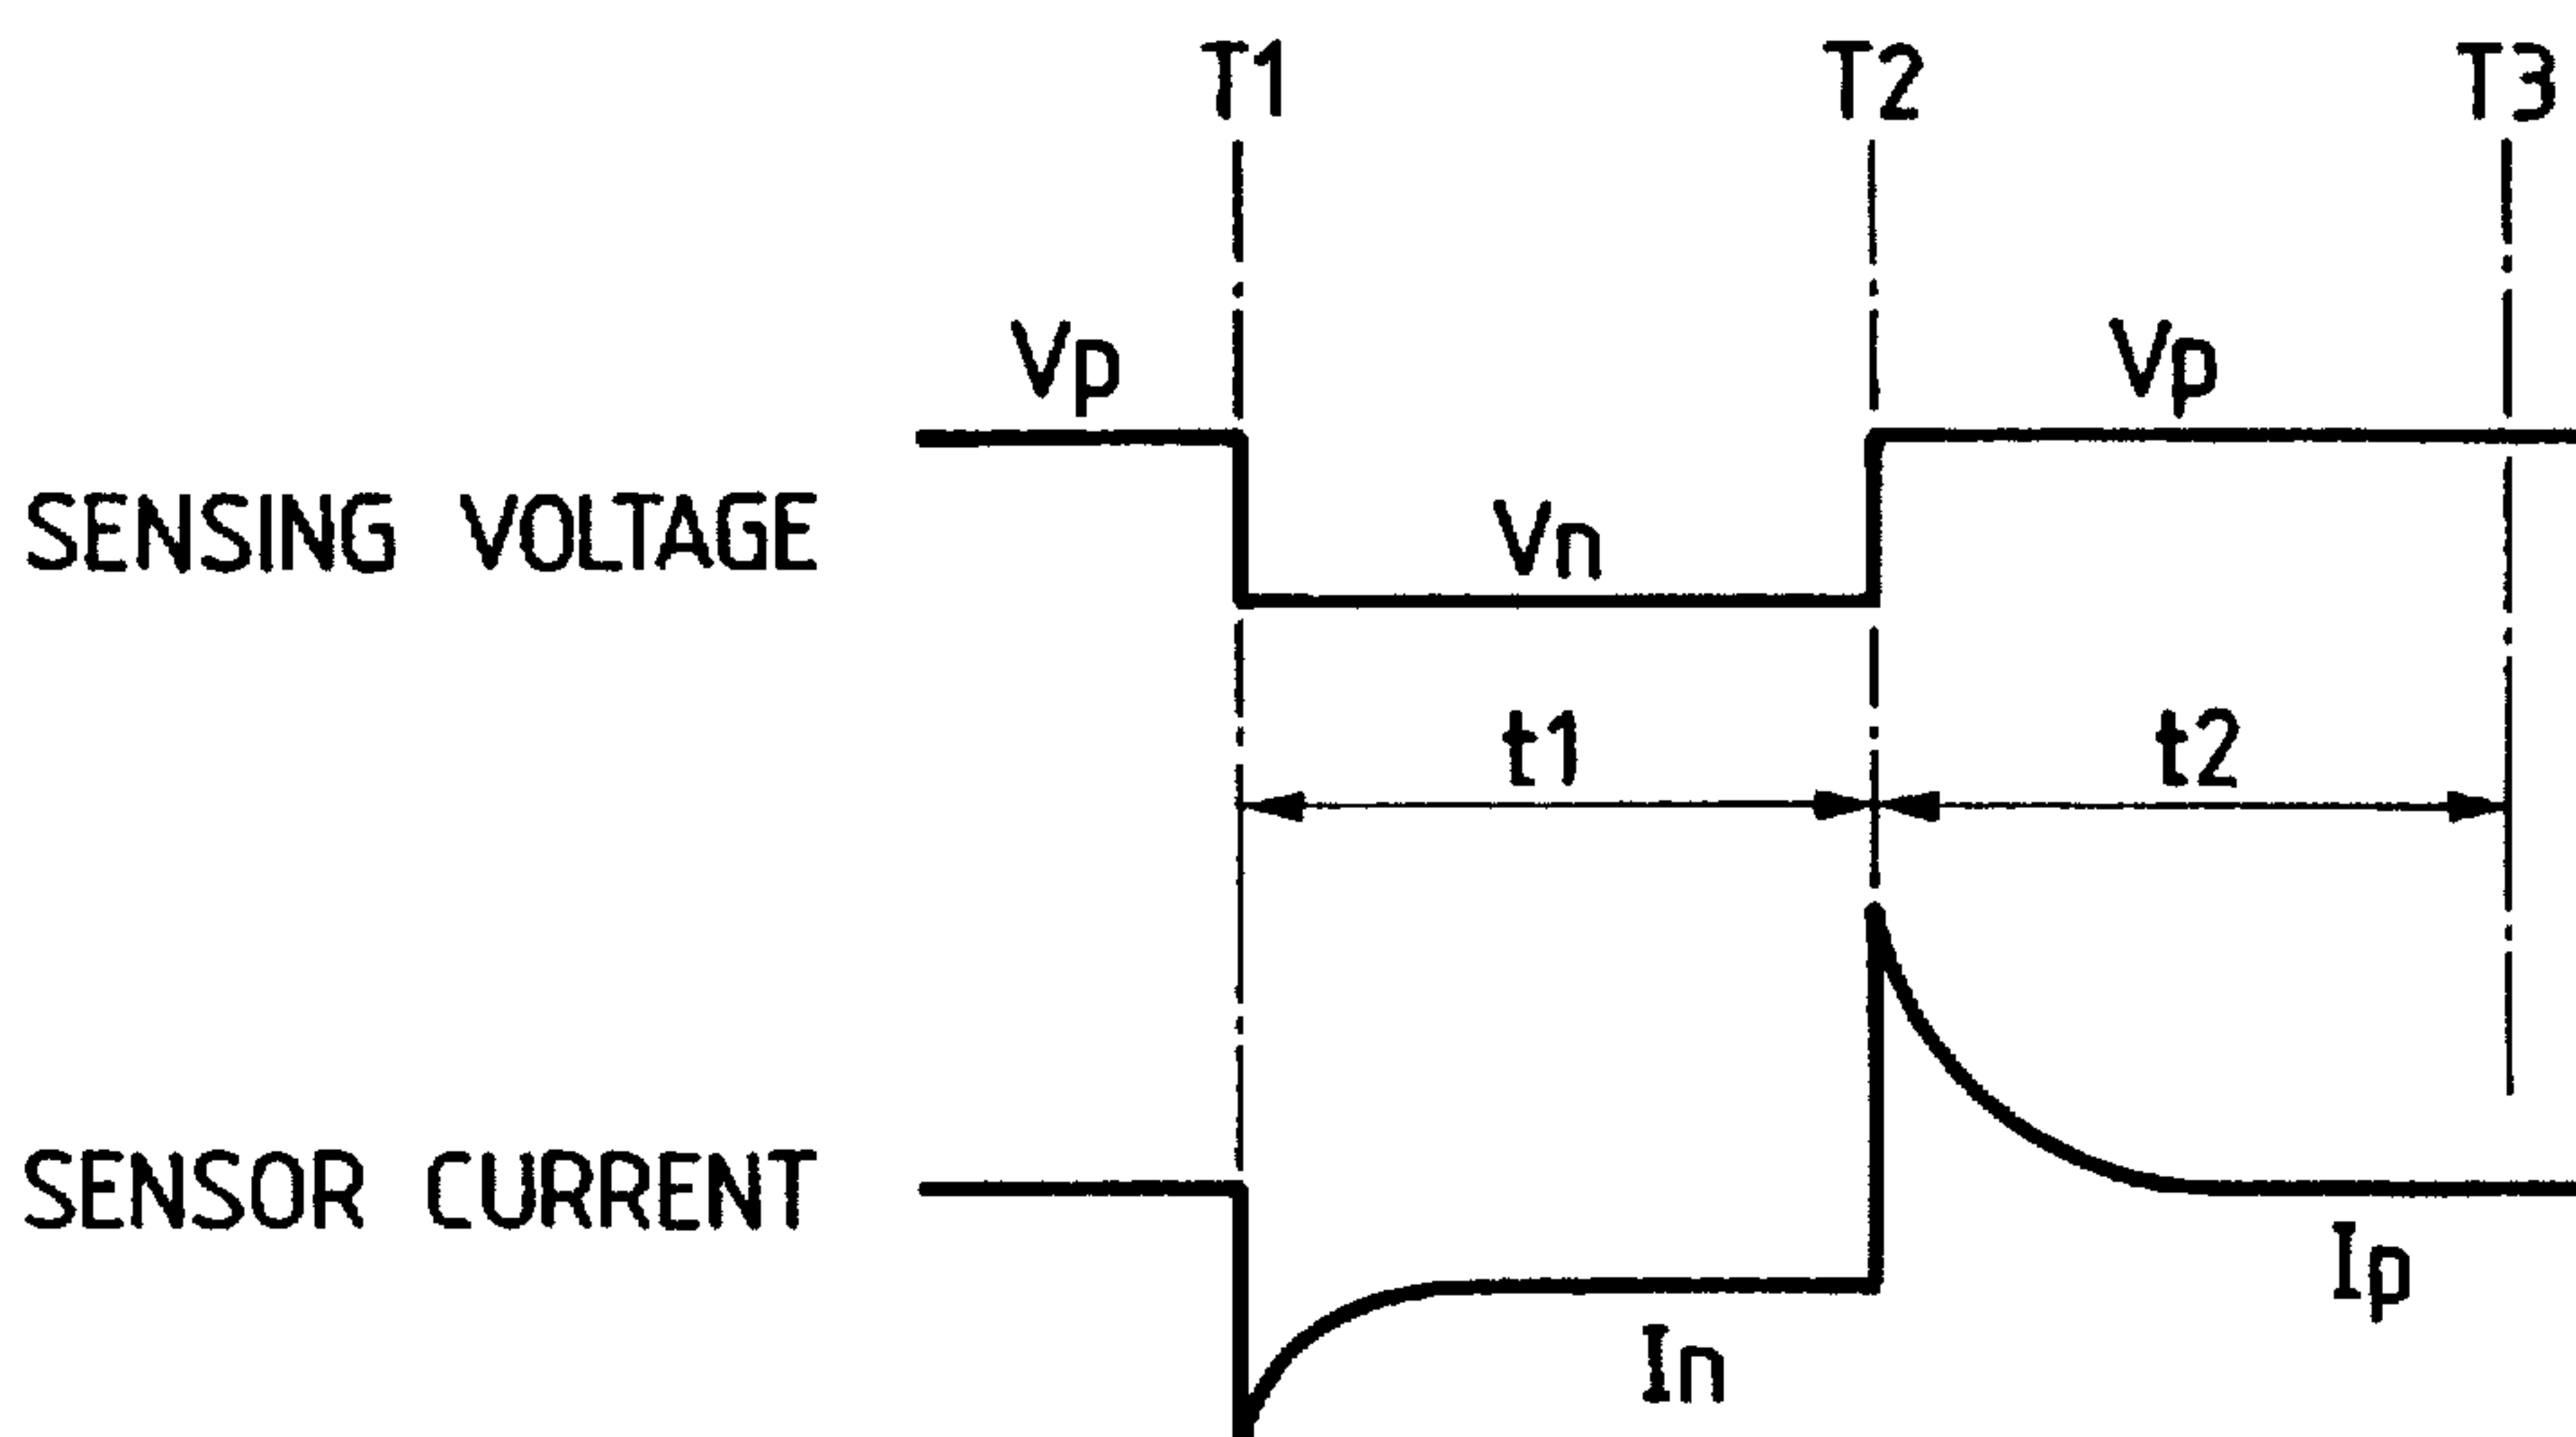 T1 T2 T3
Vp Vp
SENSING VOLTAGE Vn
t1 t2
SENSOR CURRENT
Ip
In